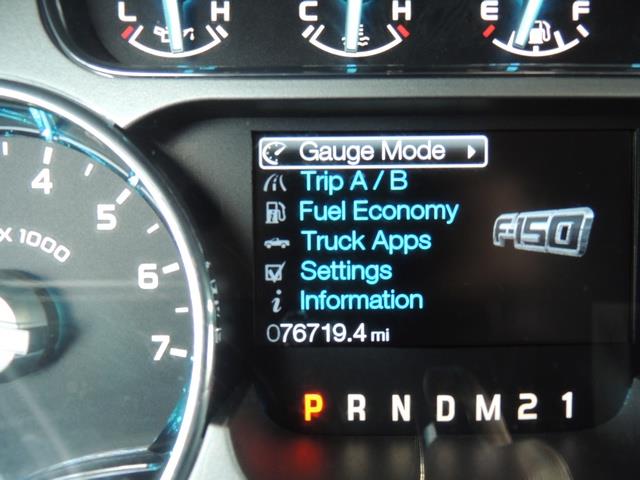 L H C H E F
4
5
x 1000
6
7
Gauge Mode
Trip A / B
Fuel Economy
Truck Apps
Settings
Information
F-150
076719.4 mi
P R N D M 2 1